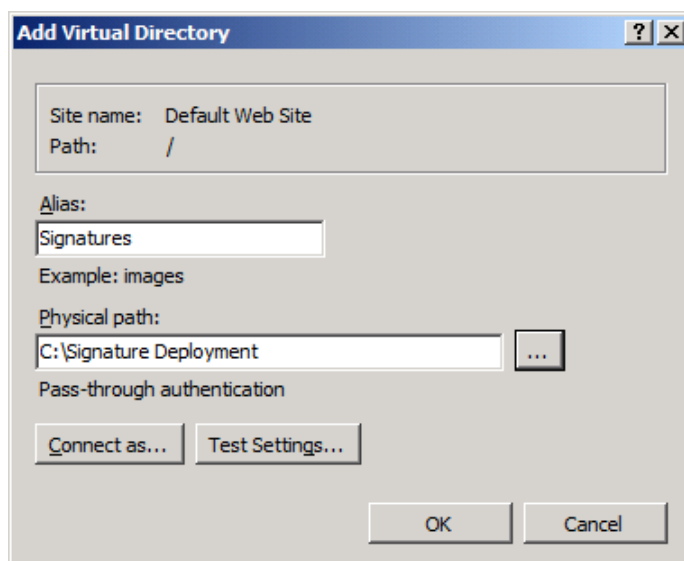 Add Virtual Directory
Site name: Default Web Site
Path: /
Alias:
Signatures
Example: images
Physical path:
C:\Signature Deployment
...
Pass-through authentication
Connect as... Test Settings...
OK Cancel